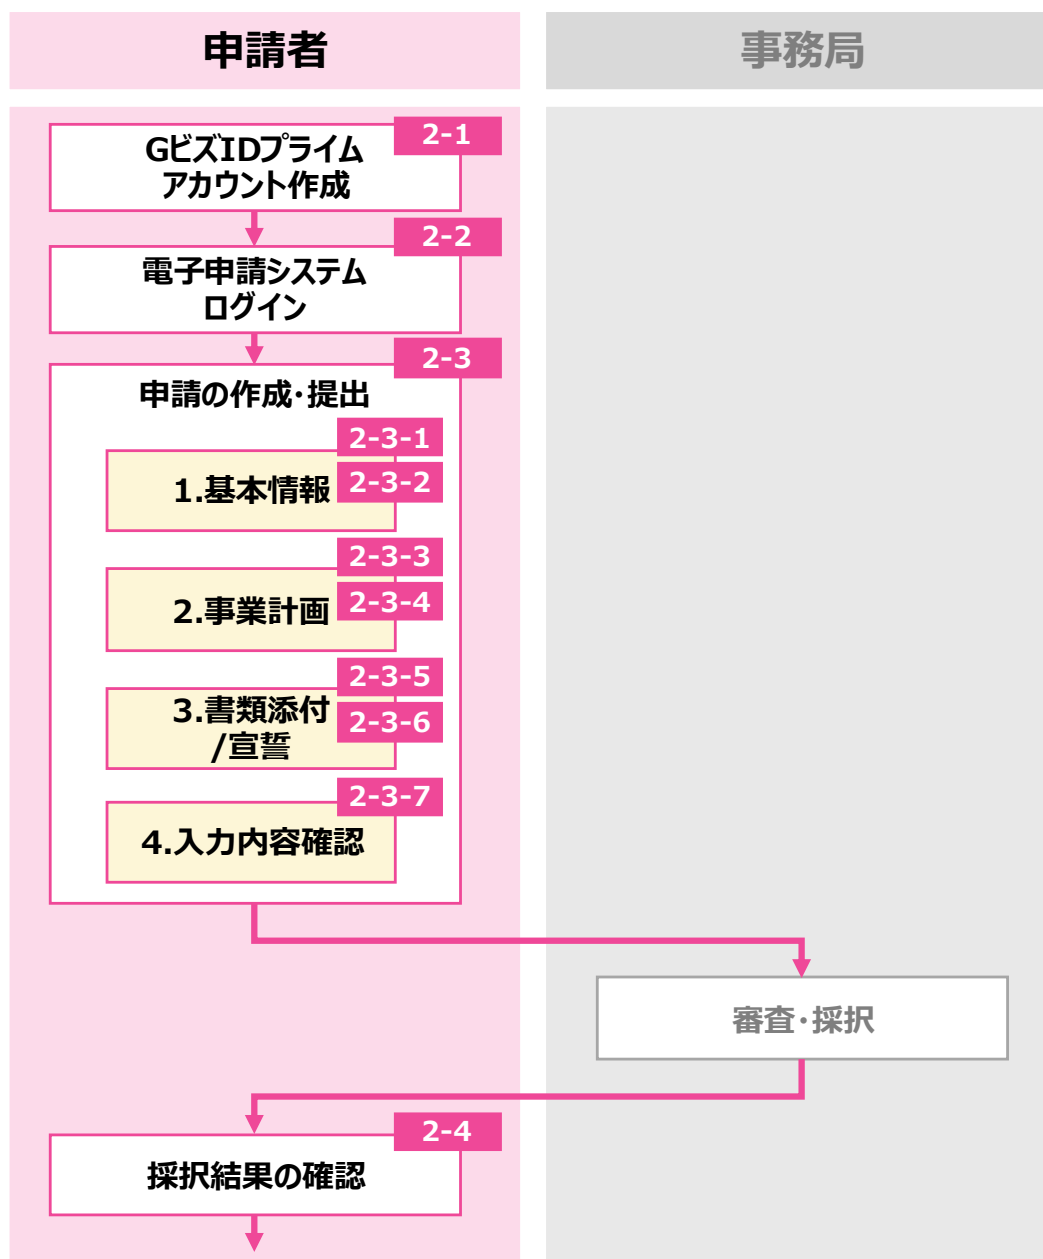 申請者
事務局
2-1
GビズIDプライム
アカウント作成
2-2
電子申請システム
ログイン
2-3
申請の作成･提出
2-3-1
1.基本情報
2-3-2
2-3-3
2.事業計画
2-3-4
2-3-5
3.書類添付
/宣誓
2-3-6
2-3-7
4.入力内容確認
審査･採択
2-4
採択結果の確認